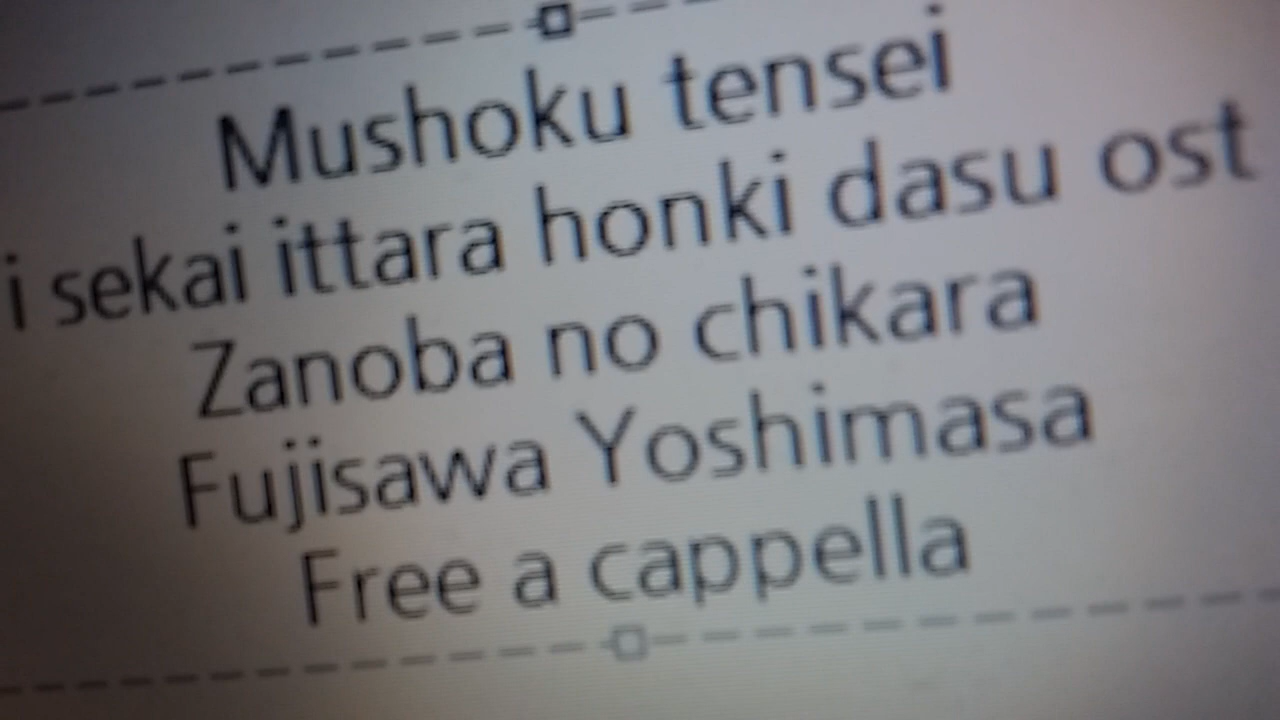 Mushoku tensei
i sekai ittara honki dasu ost
Zanoba no chikara
Fujisawa Yoshimasa
Free a cappella